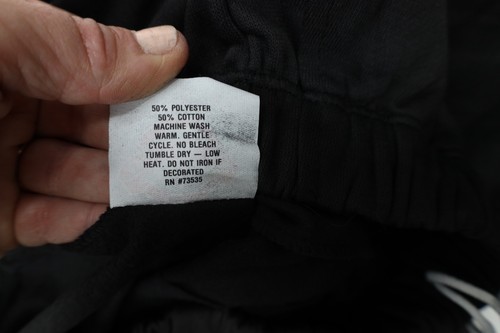 50% POLYESTER
50% COTTON
MACHINE WASH
WARM. GENTLE
CYCLE. NO BLEACH
TUMBLE DRY — LOW
HEAT. DO NOT IRON IF
DECORATED
RN #73535